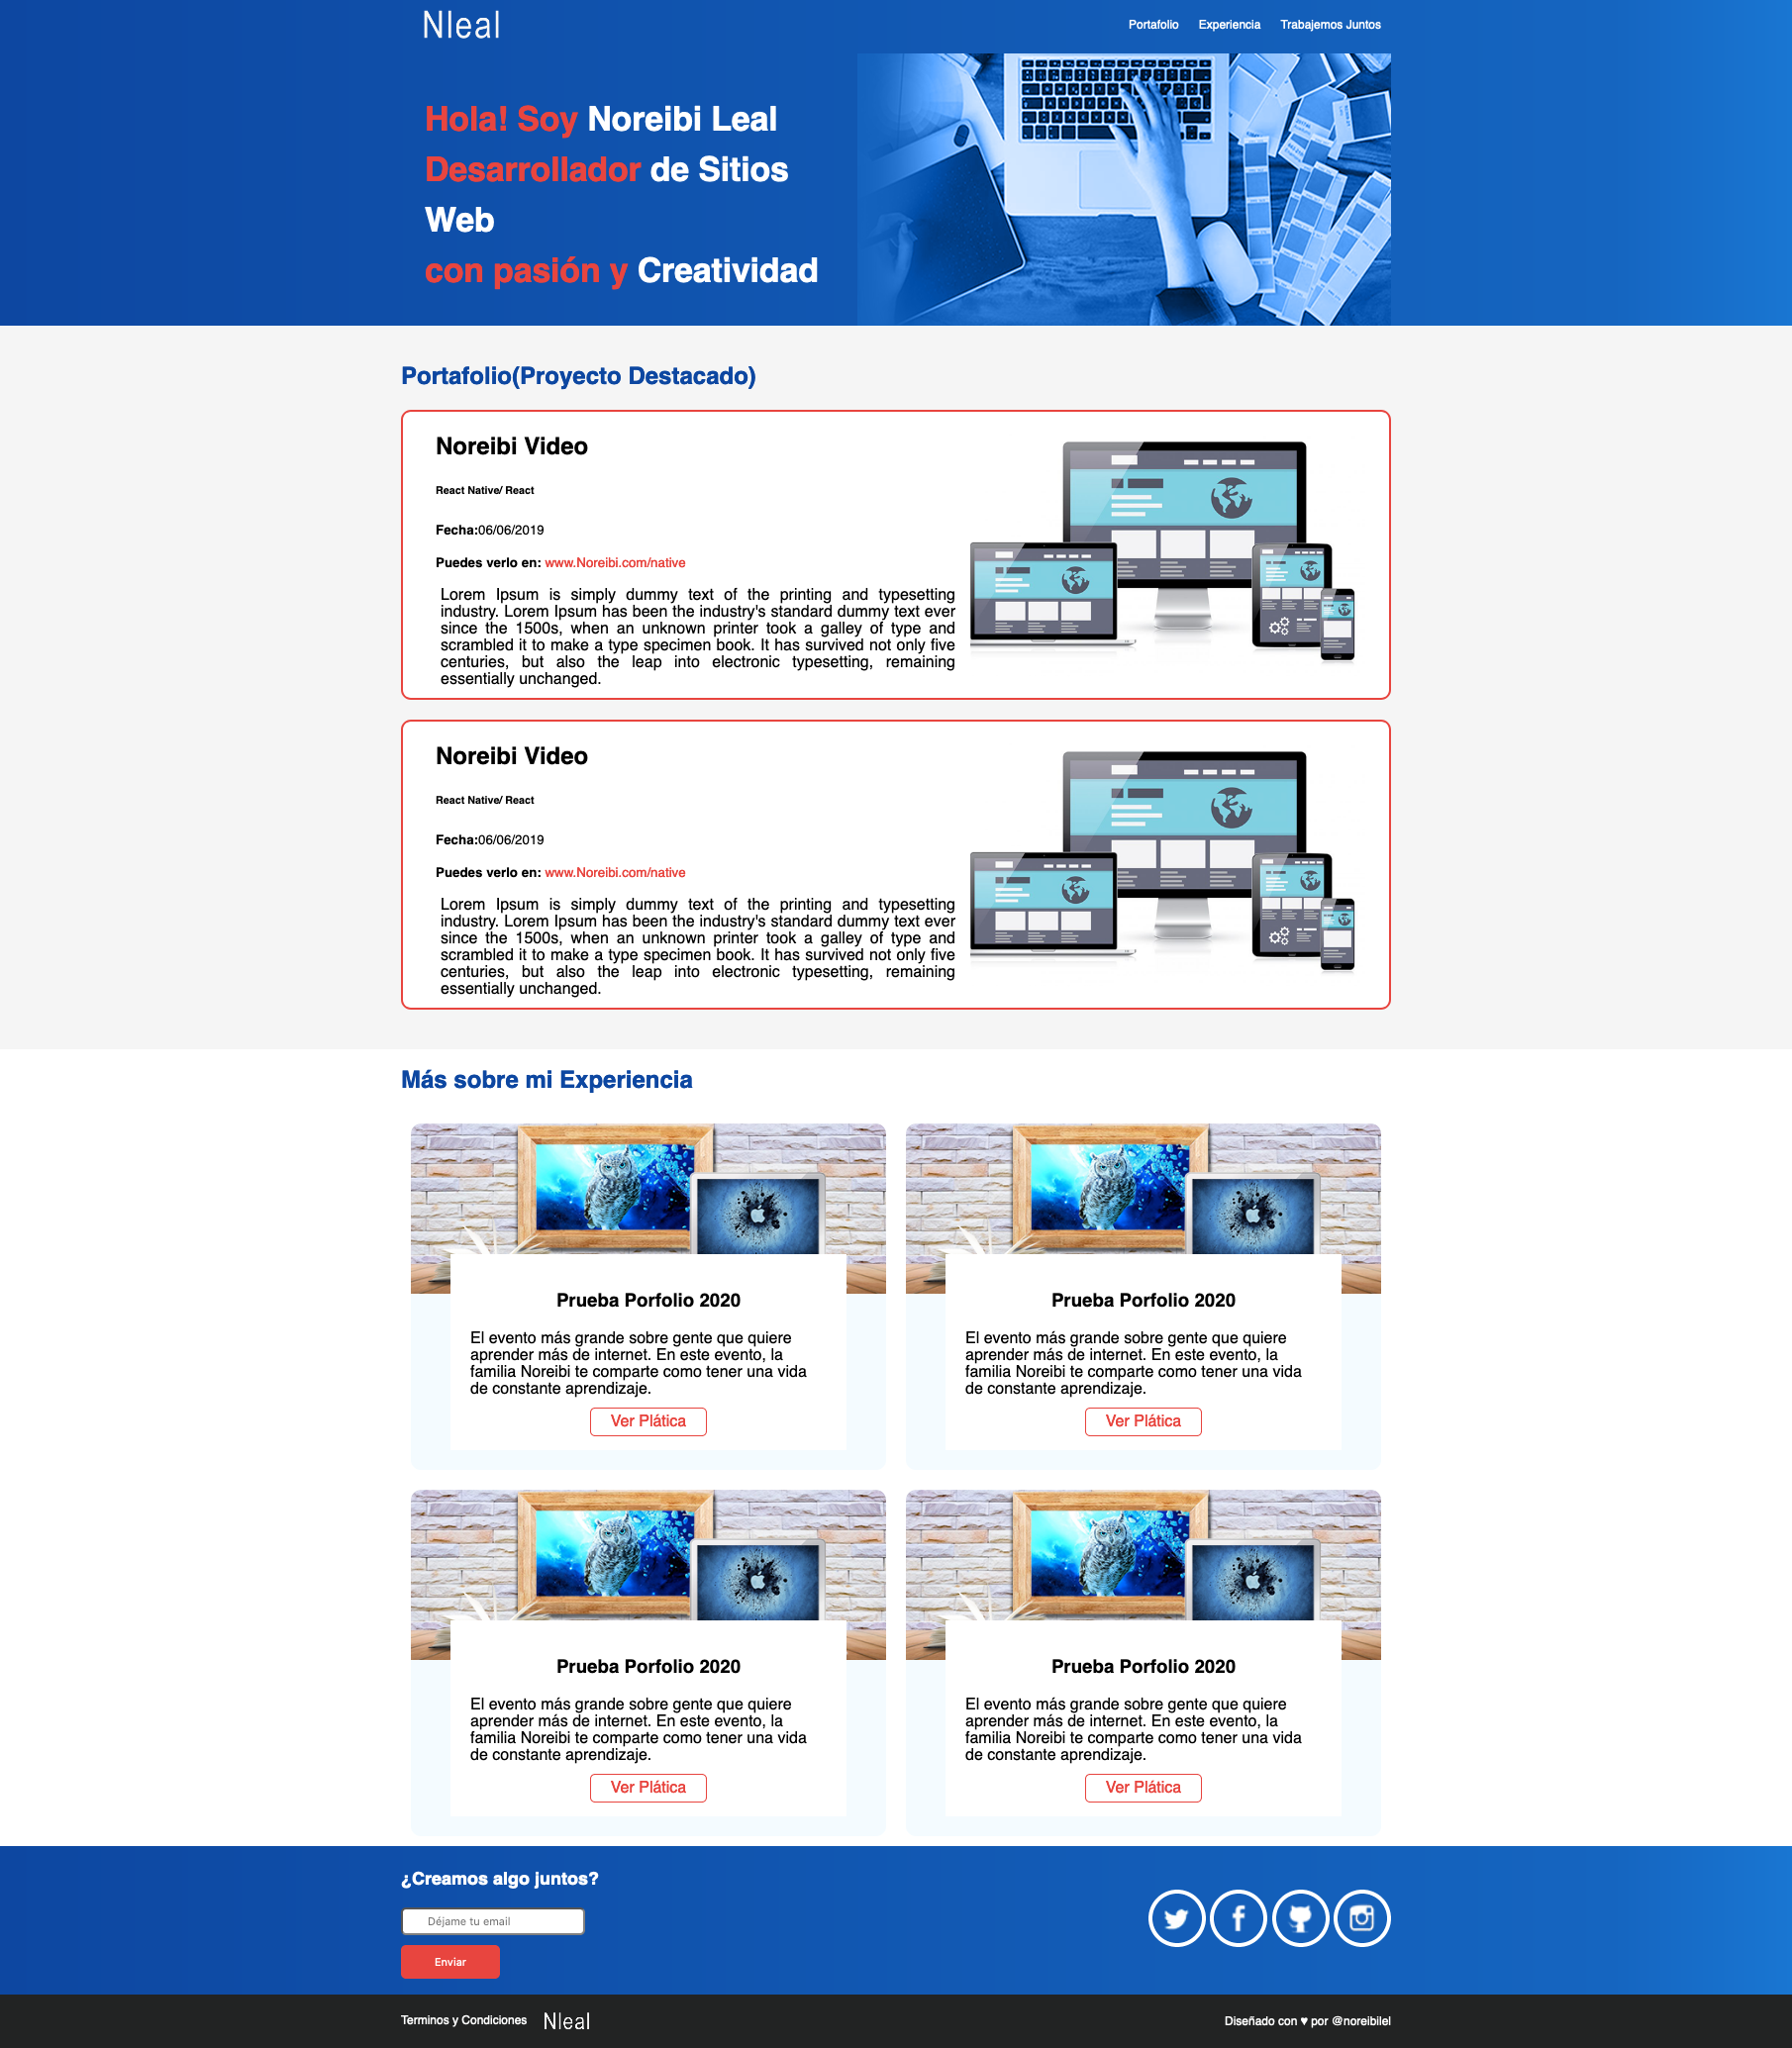 Nleal
Portafolio Experiencia Trabajemos Juntos
Hola! Soy Noreibi Leal
Desarrollador de Sitios
Web
con pasión y Creatividad
Portafolio(Proyecto Destacado)
Noreibi Video
React Native/ React
Fecha:06/06/2019
Puedes verlo en: www.Noreibi.com/native
Lorem Ipsum is simply dummy text of the printing and typesetting
industry. Lorem Ipsum has been the industry's standard dummy text ever
since the 1500s, when an unknown printer took a galley of type and
scrambled it to make a type specimen book. It has survived not only five
centuries, but also the leap into electronic typesetting, remaining
essentially unchanged.
Noreibi Video
React Native/ React
Fecha:06/06/2019
Puedes verlo en: www.Noreibi.com/native
Lorem Ipsum is simply dummy text of the printing and typesetting
industry. Lorem Ipsum has been the industry's standard dummy text ever
since the 1500s, when an unknown printer took a galley of type and
scrambled it to make a type specimen book. It has survived not only five
centuries, but also the leap into electronic typesetting, remaining
essentially unchanged.
Más sobre mi Experiencia
Prueba Porfolio 2020
El evento más grande sobre gente que quiere
aprender más de internet. En este evento, la
familia Noreibi te comparte como tener una vida
de constante aprendizaje.
Ver Plática
Prueba Porfolio 2020
El evento más grande sobre gente que quiere
aprender más de internet. En este evento, la
familia Noreibi te comparte como tener una vida
de constante aprendizaje.
Ver Plática
Prueba Porfolio 2020
El evento más grande sobre gente que quiere
aprender más de internet. En este evento, la
familia Noreibi te comparte como tener una vida
de constante aprendizaje.
Ver Plática
Prueba Porfolio 2020
El evento más grande sobre gente que quiere
aprender más de internet. En este evento, la
familia Noreibi te comparte como tener una vida
de constante aprendizaje.
Ver Plática
¿Creamos algo juntos?
Déjame tu email
Enviar
Terminos y Condiciones Nleal
Diseñado con ♥ por @noreibilel